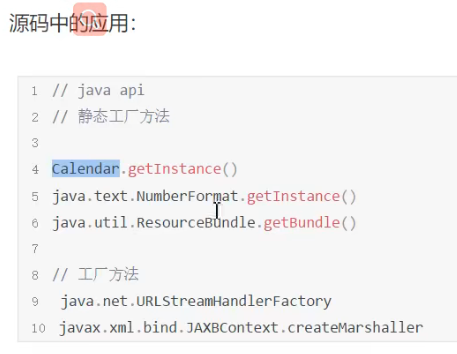 源码中的应用：
1 // java api
2 // 静态工厂方法
3
4 Calendar.getInstance()
5 java.text.NumberFormat.getInstance()
6 java.util.ResourceBundle.getBundle()
7
8 // 工厂方法
9 java.net.URLStreamHandlerFactory
10 javax.xml.bind.JAXBContext.createMarshaller